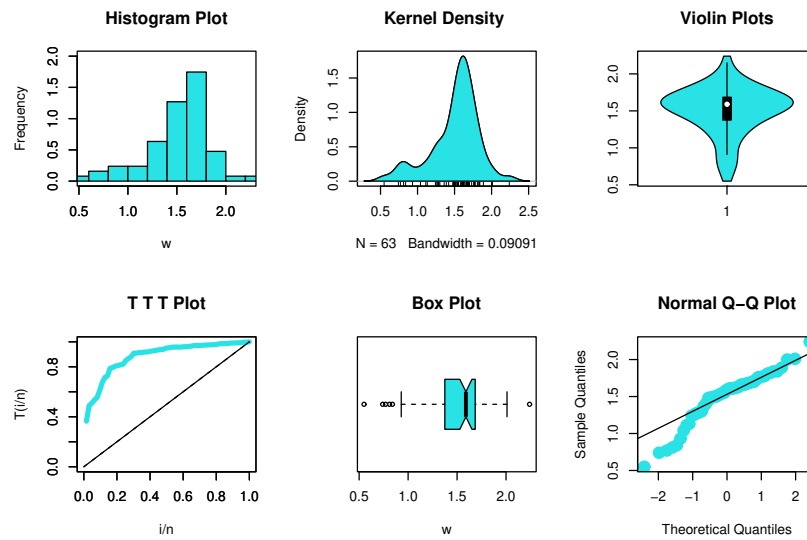 Histogram Plot
Frequency
0.0 0.5 1.0 1.5 2.0
0.5 1.0 1.5 2.0
w
Kernel Density
Density
0.0 0.5 1.0 1.5
0.5 1.0 1.5 2.0 2.5
N = 63 Bandwidth = 0.09091
Violin Plots
0.5 1.0 1.5 2.0
1
T T T Plot
T(i/n)
0.0 0.4 0.8
0.0 0.2 0.4 0.6 0.8 1.0
i/n
Box Plot
0.5 1.0 1.5 2.0
w
Normal Q−Q Plot
Sample Quantiles
0.5 1.0 1.5 2.0
−2 −1 0 1 2
Theoretical Quantiles